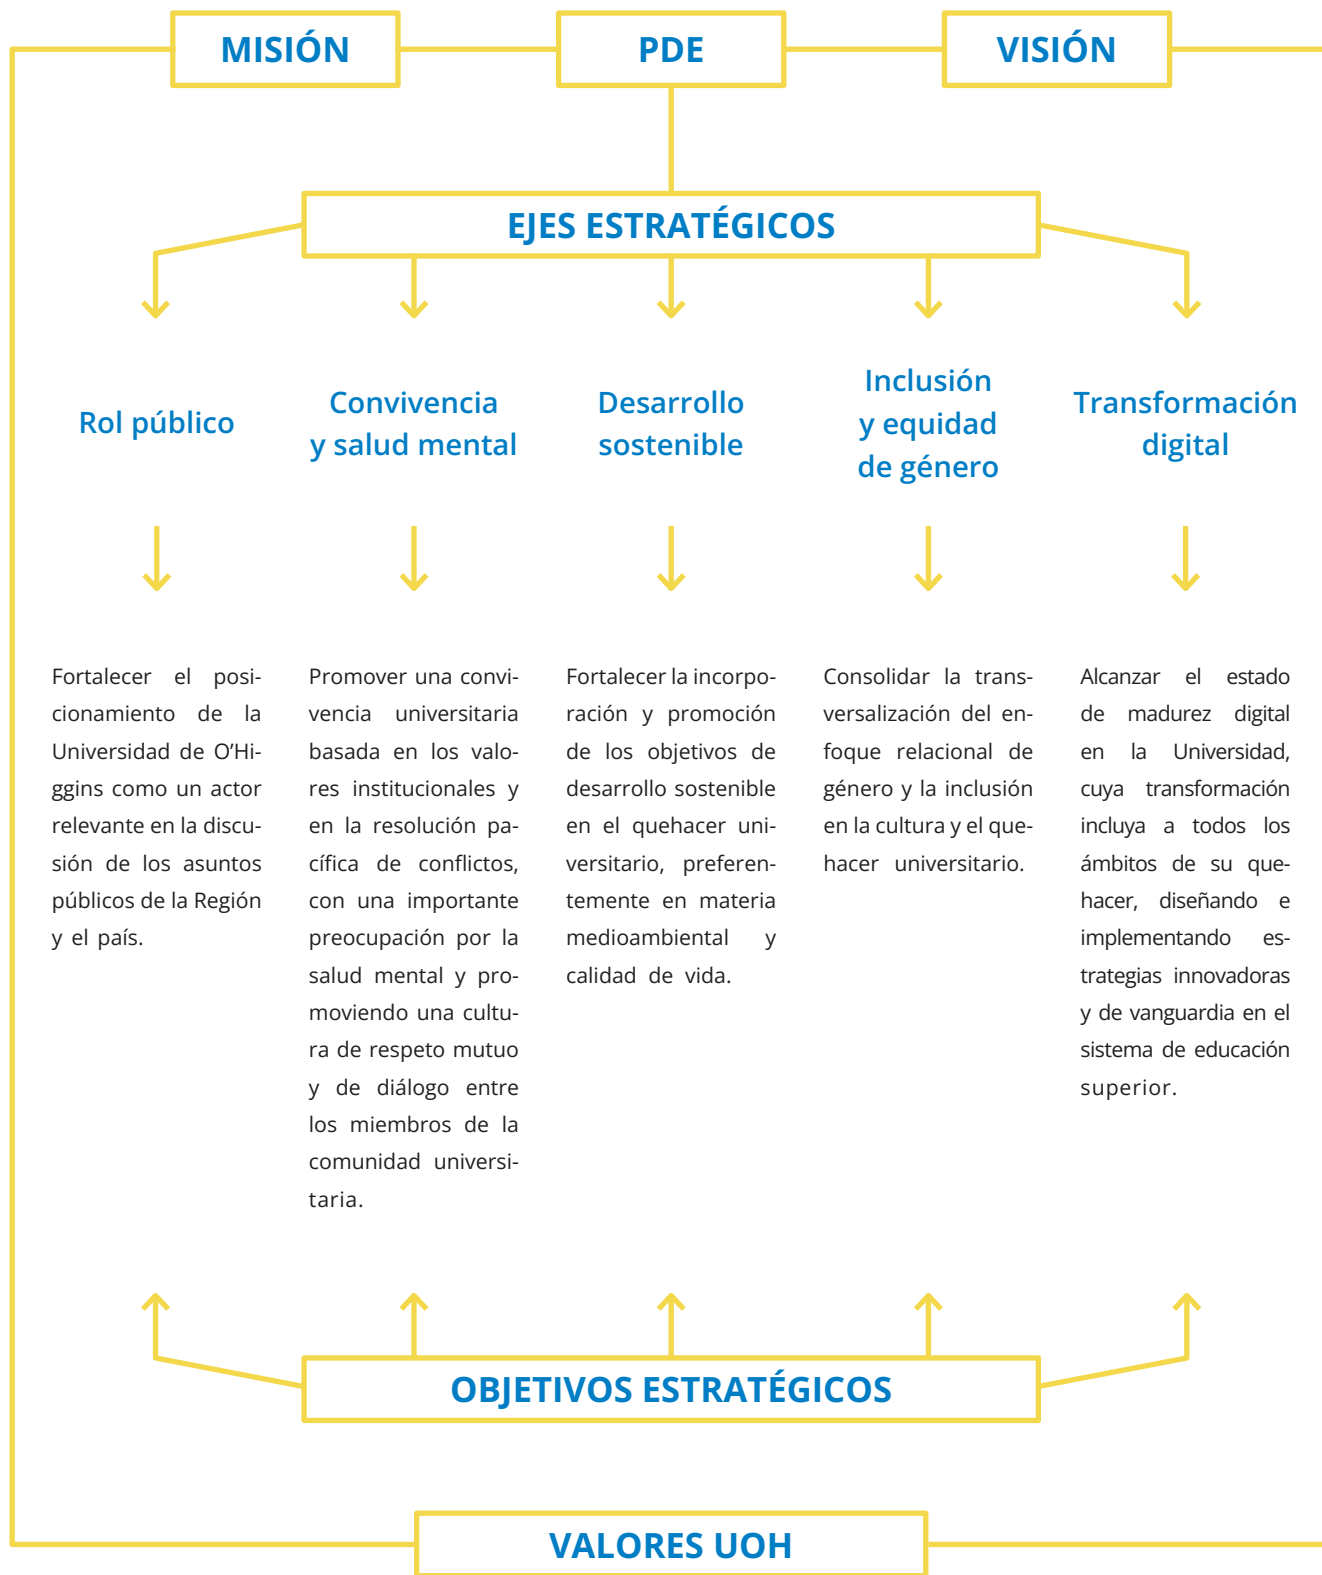 MISIÓN
PDE
VISIÓN
EJES ESTRATÉGICOS
Rol público
Convivencia
y salud mental
Desarrollo
sostenible
Inclusión
y equidad
de género
Transformación
digital
Fortalecer el posi-
cionamiento de la
Universidad de O’Hi-
ggins como un actor
relevante en la discu-
sión de los asuntos
públicos de la Región
y el país.
Promover una convi-
vencia universitaria
basada en los valo-
res institucionales y
en la resolución pa-
cífica de conflictos,
con una importante
preocupación por la
salud mental y pro-
moviendo una cultu-
ra de respeto mutuo
y de diálogo entre
los miembros de la
comunidad universi-
taria.
Fortalecer la incorpo-
ración y promoción
de los objetivos de
desarrollo sostenible
en el quehacer uni-
versitario, preferen-
temente en materia
medioambiental y
calidad de vida.
Consolidar la trans-
versalización del en-
foque relacional de
género y la inclusión
en la cultura y el que-
hacer universitario.
Alcanzar el estado
de madurez digital
en la Universidad,
cuya transformación
incluya a todos los
ámbitos de su que-
hacer, diseñando e
implementando es-
trategias innovadoras
y de vanguardia en el
sistema de educación
superior.
OBJETIVOS ESTRATÉGICOS
VALORES UOH